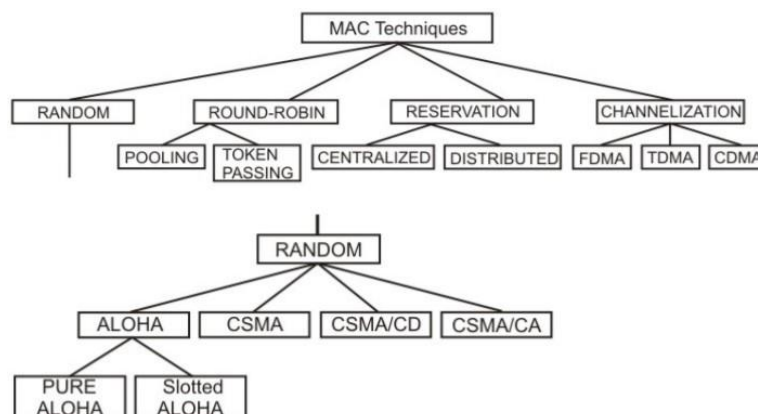 MAC Techniques
RANDOM
ROUND-ROBIN
RESERVATION
CHANNELIZATION
POOLING
TOKEN
PASSING
CENTRALIZED
DISTRIBUTED
FDMA
TDMA
CDMA
RANDOM
ALOHA
CSMA
CSMA/CD
CSMA/CA
PURE
ALOHA
Slotted
ALOHA